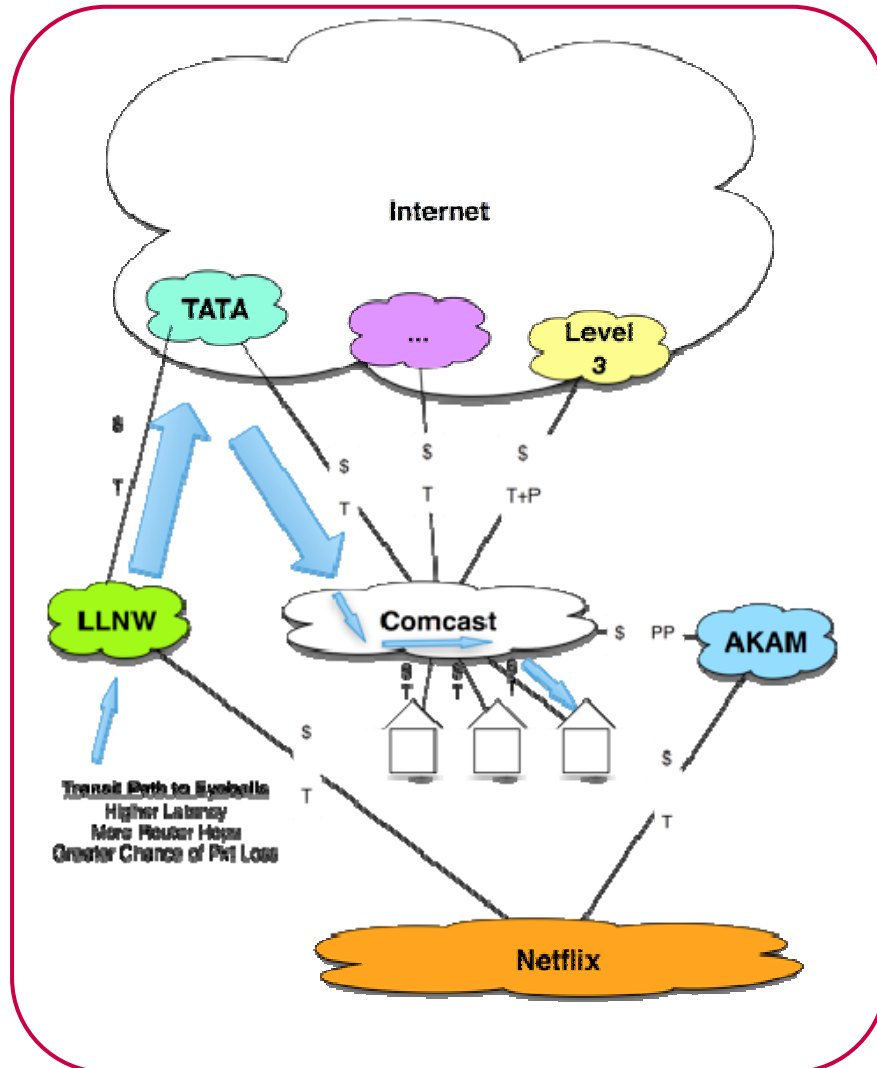 Internet
TATA
...
Level
3
$
T
$
T
$
T
$
T+P
LLNW
Comcast
$ PP
AKAM
$
T
$
T
$
T
$
T
$
T
Transit Path to Eyeballs
Higher Latency
More Router Hops
Greater Chance of Pkt Loss
Netflix